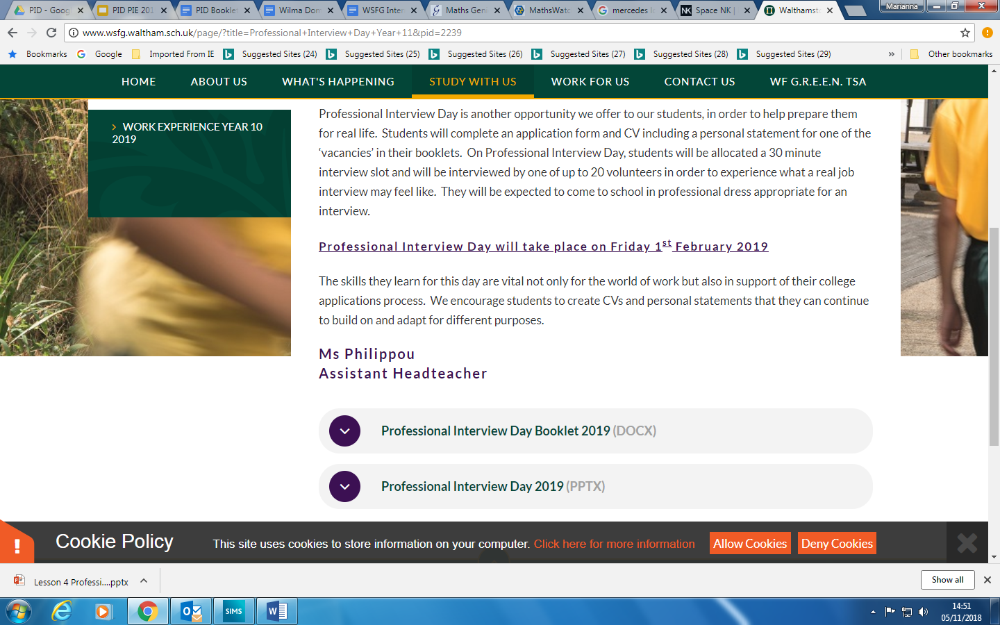 PID - Goog
PID PIE 201
PID Booklet
Wilma Dom
WSFG Inter
Maths Geni
MathsWatc
mercedes l
Space NK |
Walthamst
Marianna
www.wsfg.waltham.sch.uk/page/?title=Professional+Interview+Day+Year+11&pid=2239
Bookmarks
Google
Imported From IE
Suggested Sites (24)
Suggested Sites (25)
Suggested Sites (26)
Suggested Sites (27)
Suggested Sites (28)
Suggested Sites (29)
»
Other bookmarks
HOME
ABOUT US
WHAT'S HAPPENING
STUDY WITH US
WORK FOR US
CONTACT US
WF G.R.E.E.N. TSA
WORK EXPERIENCE YEAR 10
2019
Professional Interview Day is another opportunity we offer to our students, in order to help prepare them
for real life. Students will complete an application form and CV including a personal statement for one of the
‘vacancies’ in their booklets. On Professional Interview Day, students will be allocated a 30 minute
interview slot and will be interviewed by one of up to 20 volunteers in order to experience what a real job
interview may feel like. They will be expected to come to school in professional dress appropriate for an
interview.
Professional Interview Day will take place on Friday 1st February 2019
The skills they learn for this day are vital not only for the world of work but also in support of their college
applications process. We encourage students to create CVs and personal statements that they can continue
to build on and adapt for different purposes.
Ms Philippou
Assistant Headteacher
Professional Interview Day Booklet 2019 (DOCX)
Professional Interview Day 2019 (PPTX)
Cookie Policy
This site uses cookies to store information on your computer. Click here for more information
Allow Cookies
Deny Cookies
Lesson 4 Professi....pptx
Show all
SIMS
14:51
05/11/2018